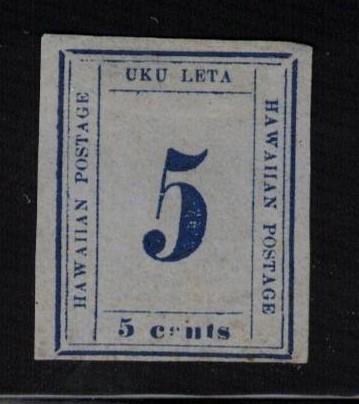 UKU LETA
HAWAIIAN POSTAGE
5
HAWAIIAN POSTAGE
5 cents